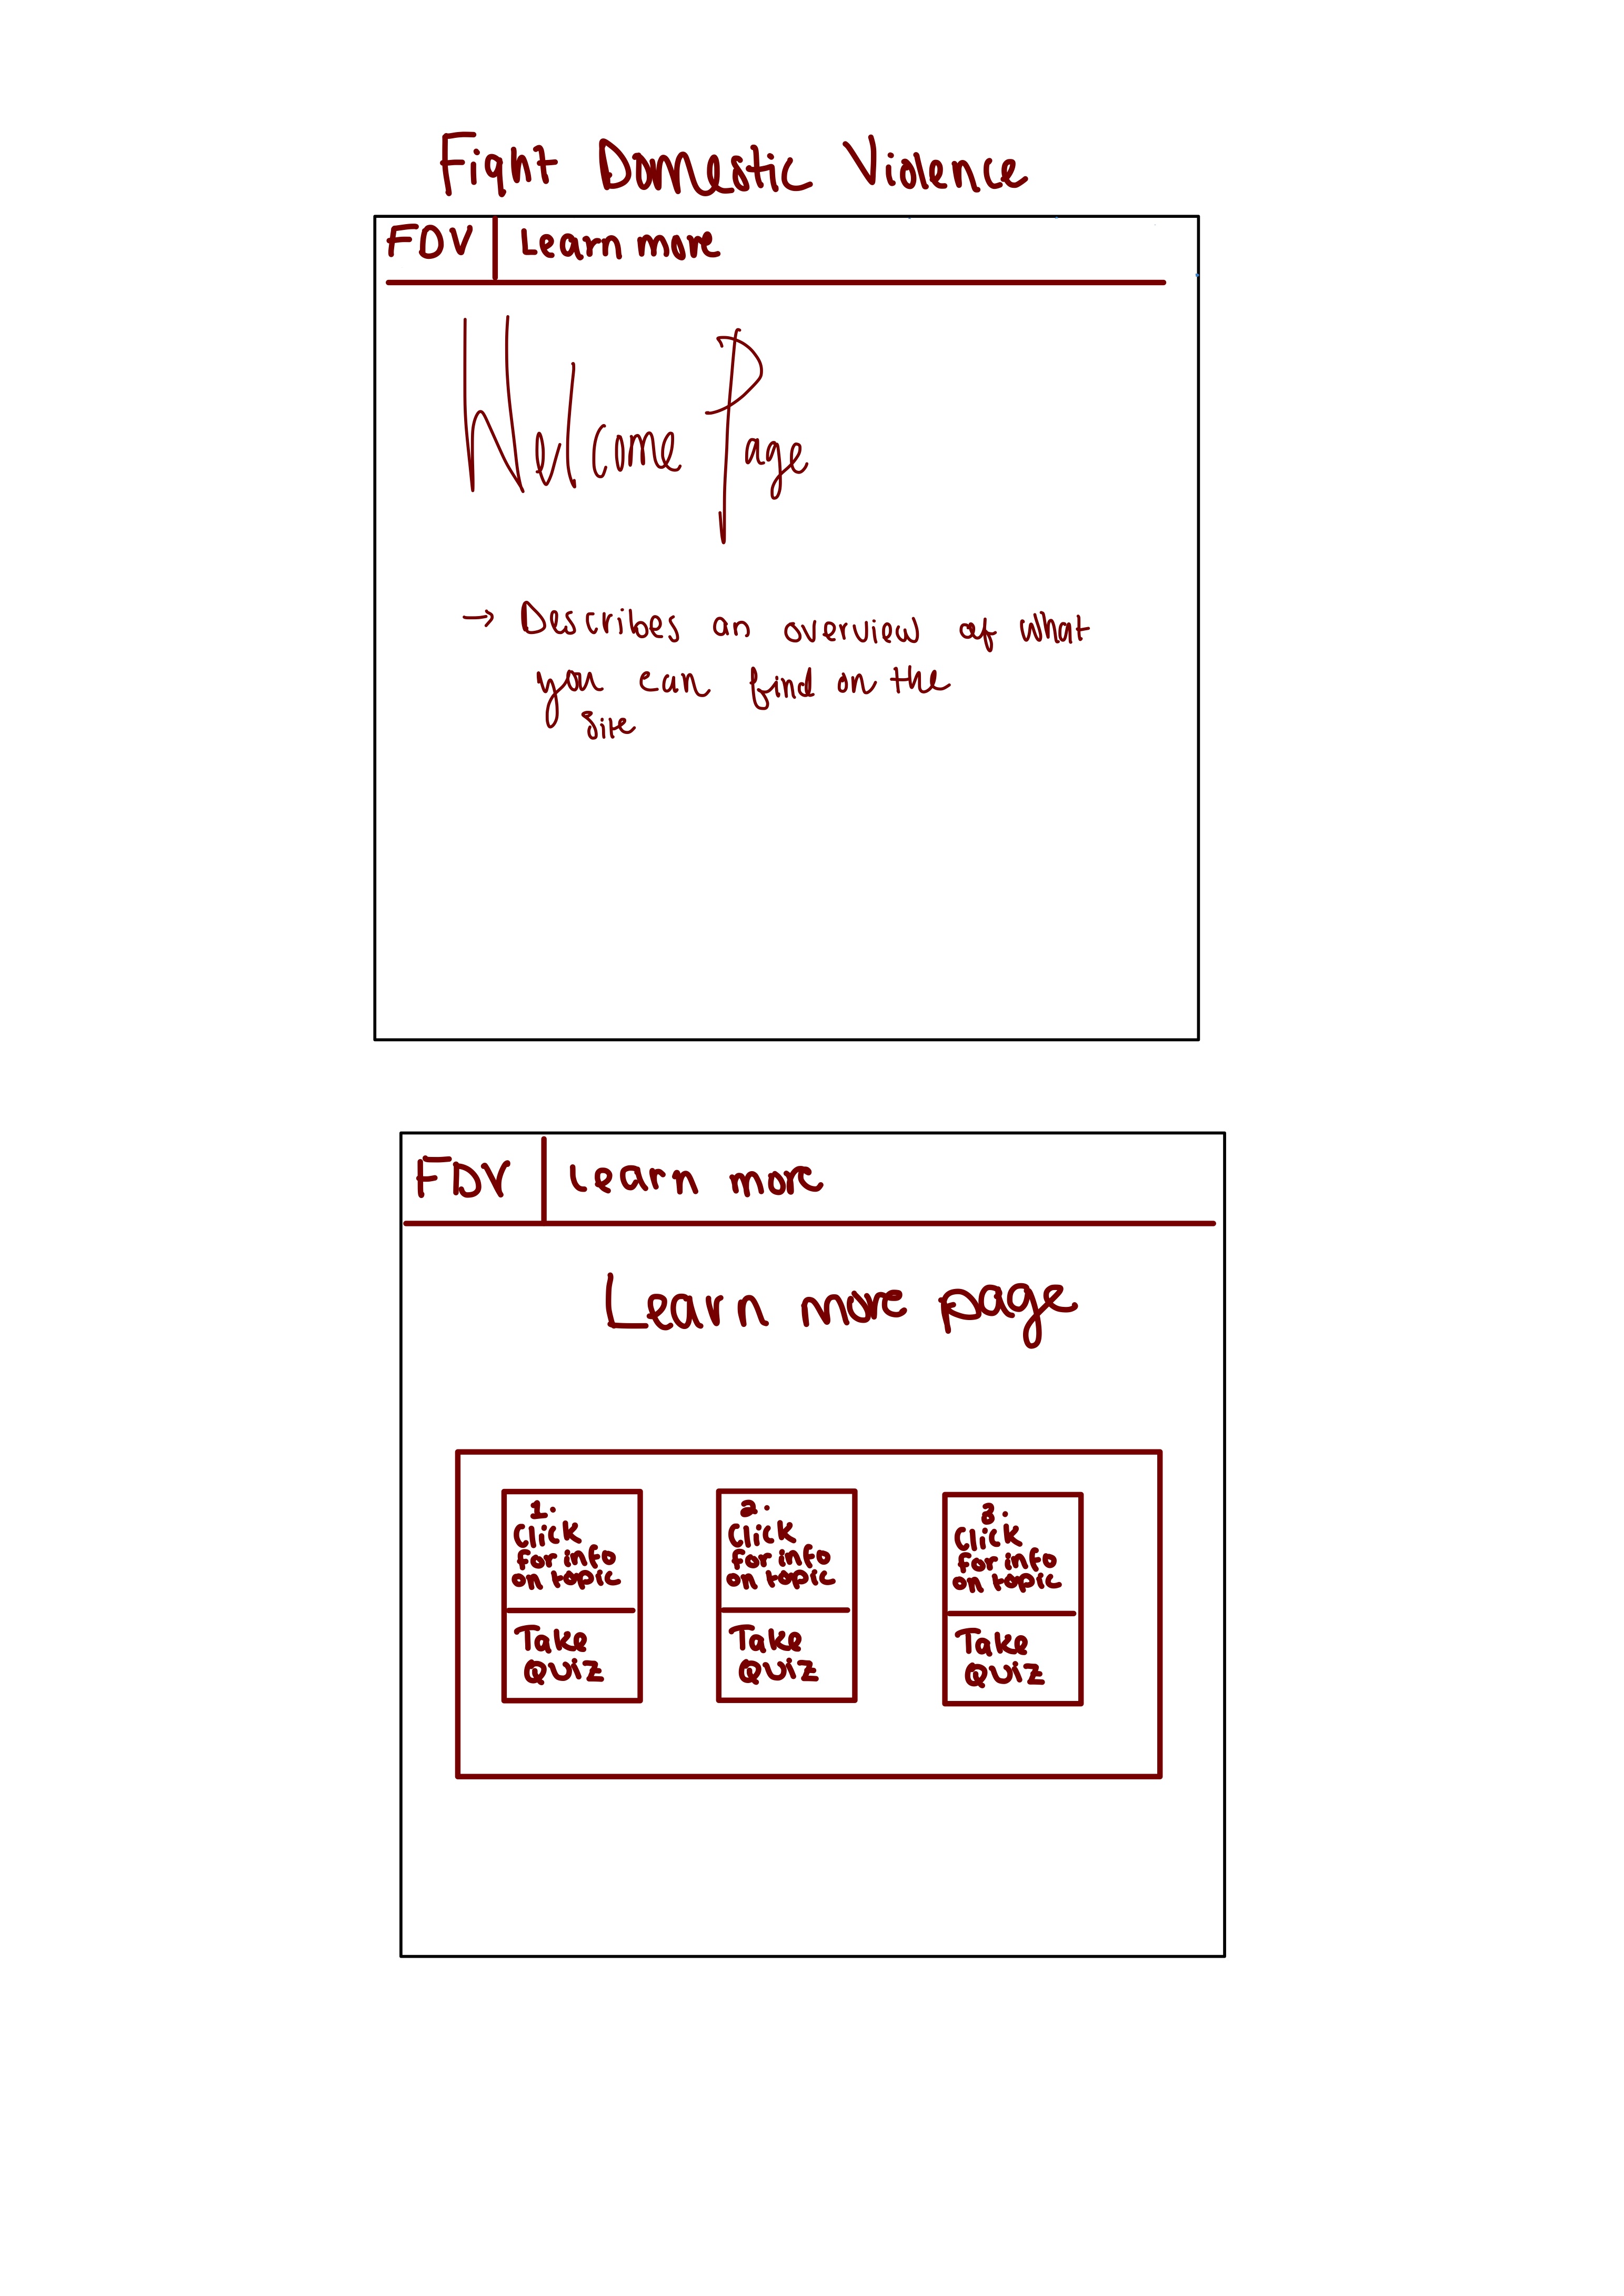 Fight Domestic Violence
FDV Learn more
Welcome Page
→ Describes an overview of what
you can find on the
site
FDV Learn more
Learn more page
1.
Click
for info
on topic
Take
Quiz
2.
Click
for info
on topic
Take
Quiz
3.
Click
for info
on topic
Take
Quiz